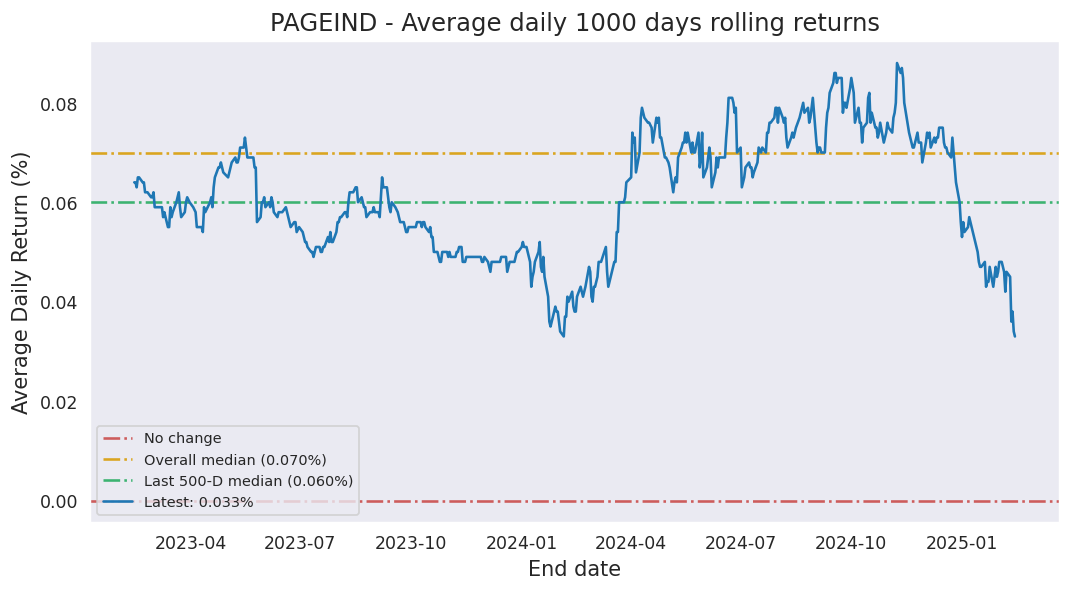 PAGEIND - Average daily 1000 days rolling returns
Average Daily Return (%)
0.08
0.06
0.04
0.02
0.00
No change
Overall median (0.070%)
Last 500-D median (0.060%)
Latest: 0.033%
2023-04
2023-07
2023-10
2024-01
2024-04
2024-07
2024-10
2025-01
End date